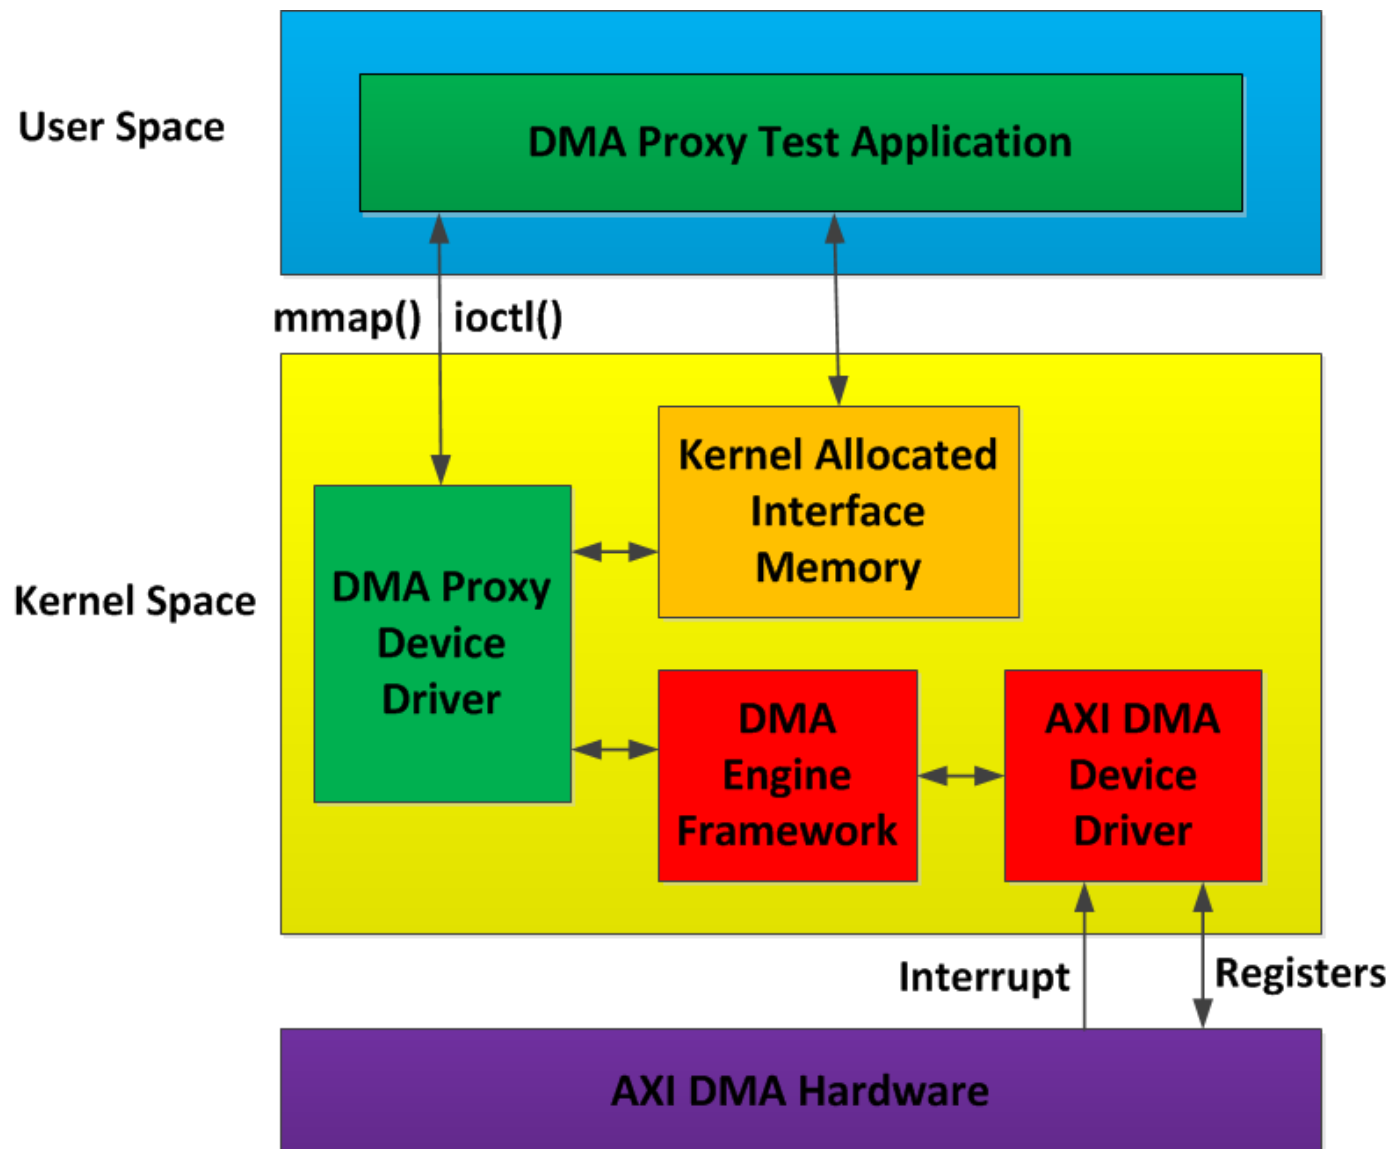 User Space
DMA Proxy Test Application
mmap()
ioctl()
Kernel Space
Kernel Allocated
Interface
Memory
DMA Proxy
Device
Driver
DMA
Engine
Framework
AXI DMA
Device
Driver
Interrupt
Registers
AXI DMA Hardware